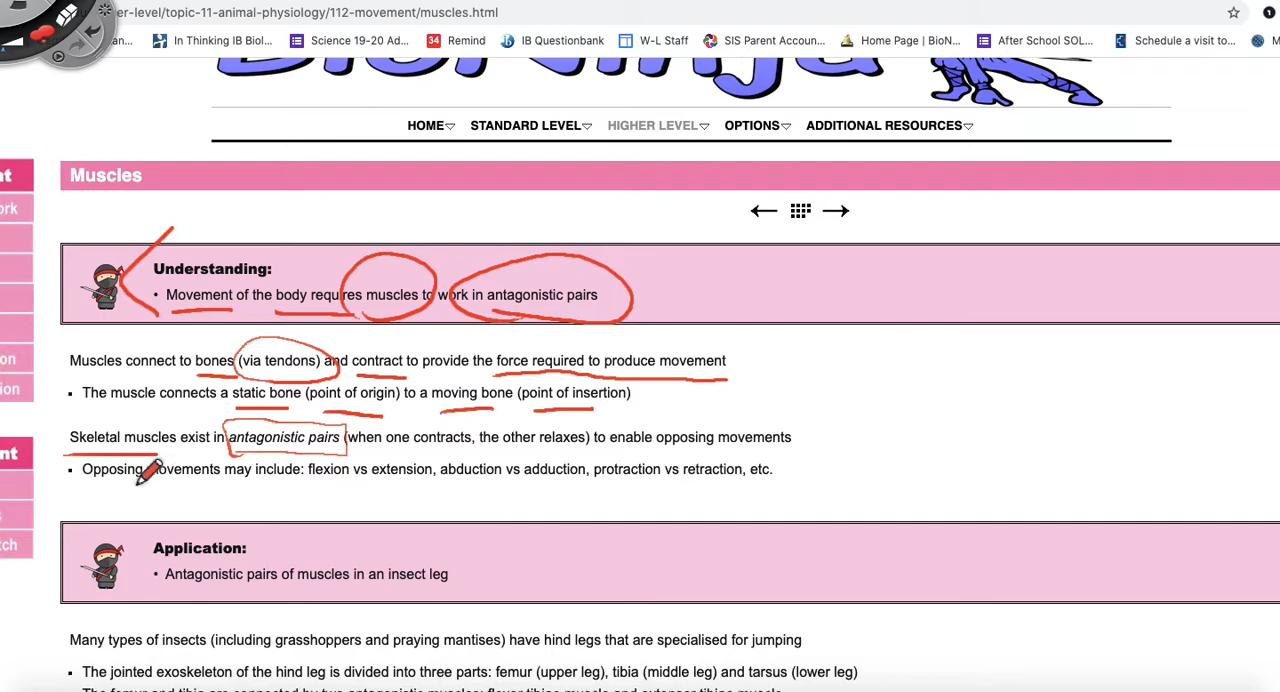 er-level/topic-11-animal-physiology/112-movement/muscles.html
an... In Thinking IB Biol... Science 19-20 Ad... 34 Remind IB Questionbank W-L Staff SIS Parent Accoun... Home Page | BioN... After School SOL... Schedule a visit to... M
HOME STANDARD LEVEL HIGHER LEVEL OPTIONS ADDITIONAL RESOURCES
Muscles
Understanding:
• Movement of the body requires muscles to work in antagonistic pairs
Muscles connect to bones (via tendons) and contract to provide the force required to produce movement
▪ The muscle connects a static bone (point of origin) to a moving bone (point of insertion)
Skeletal muscles exist in antagonistic pairs (when one contracts, the other relaxes) to enable opposing movements
▪ Opposing movements may include: flexion vs extension, abduction vs adduction, protraction vs retraction, etc.
Application:
• Antagonistic pairs of muscles in an insect leg
Many types of insects (including grasshoppers and praying mantises) have hind legs that are specialised for jumping
▪ The jointed exoskeleton of the hind leg is divided into three parts: femur (upper leg), tibia (middle leg) and tarsus (lower leg)